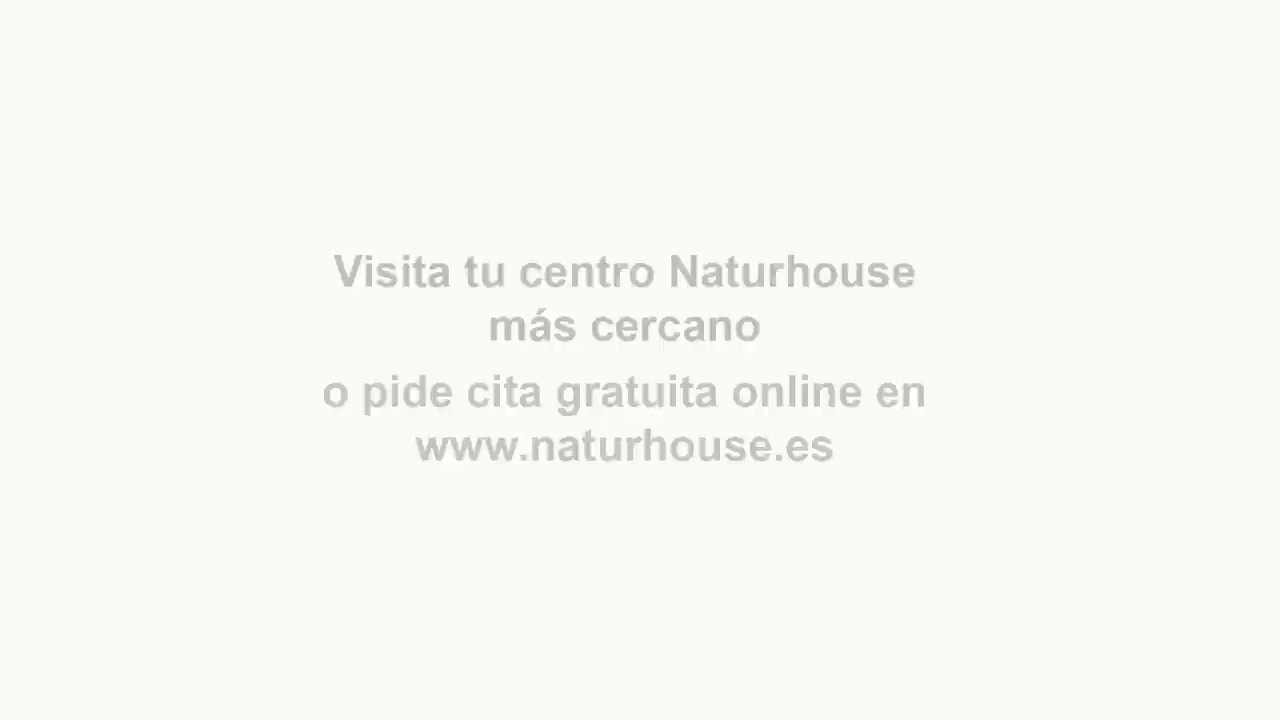 Visita tu centro Naturhouse
más cercano
o pide cita gratuita online en
www.naturhouse.es